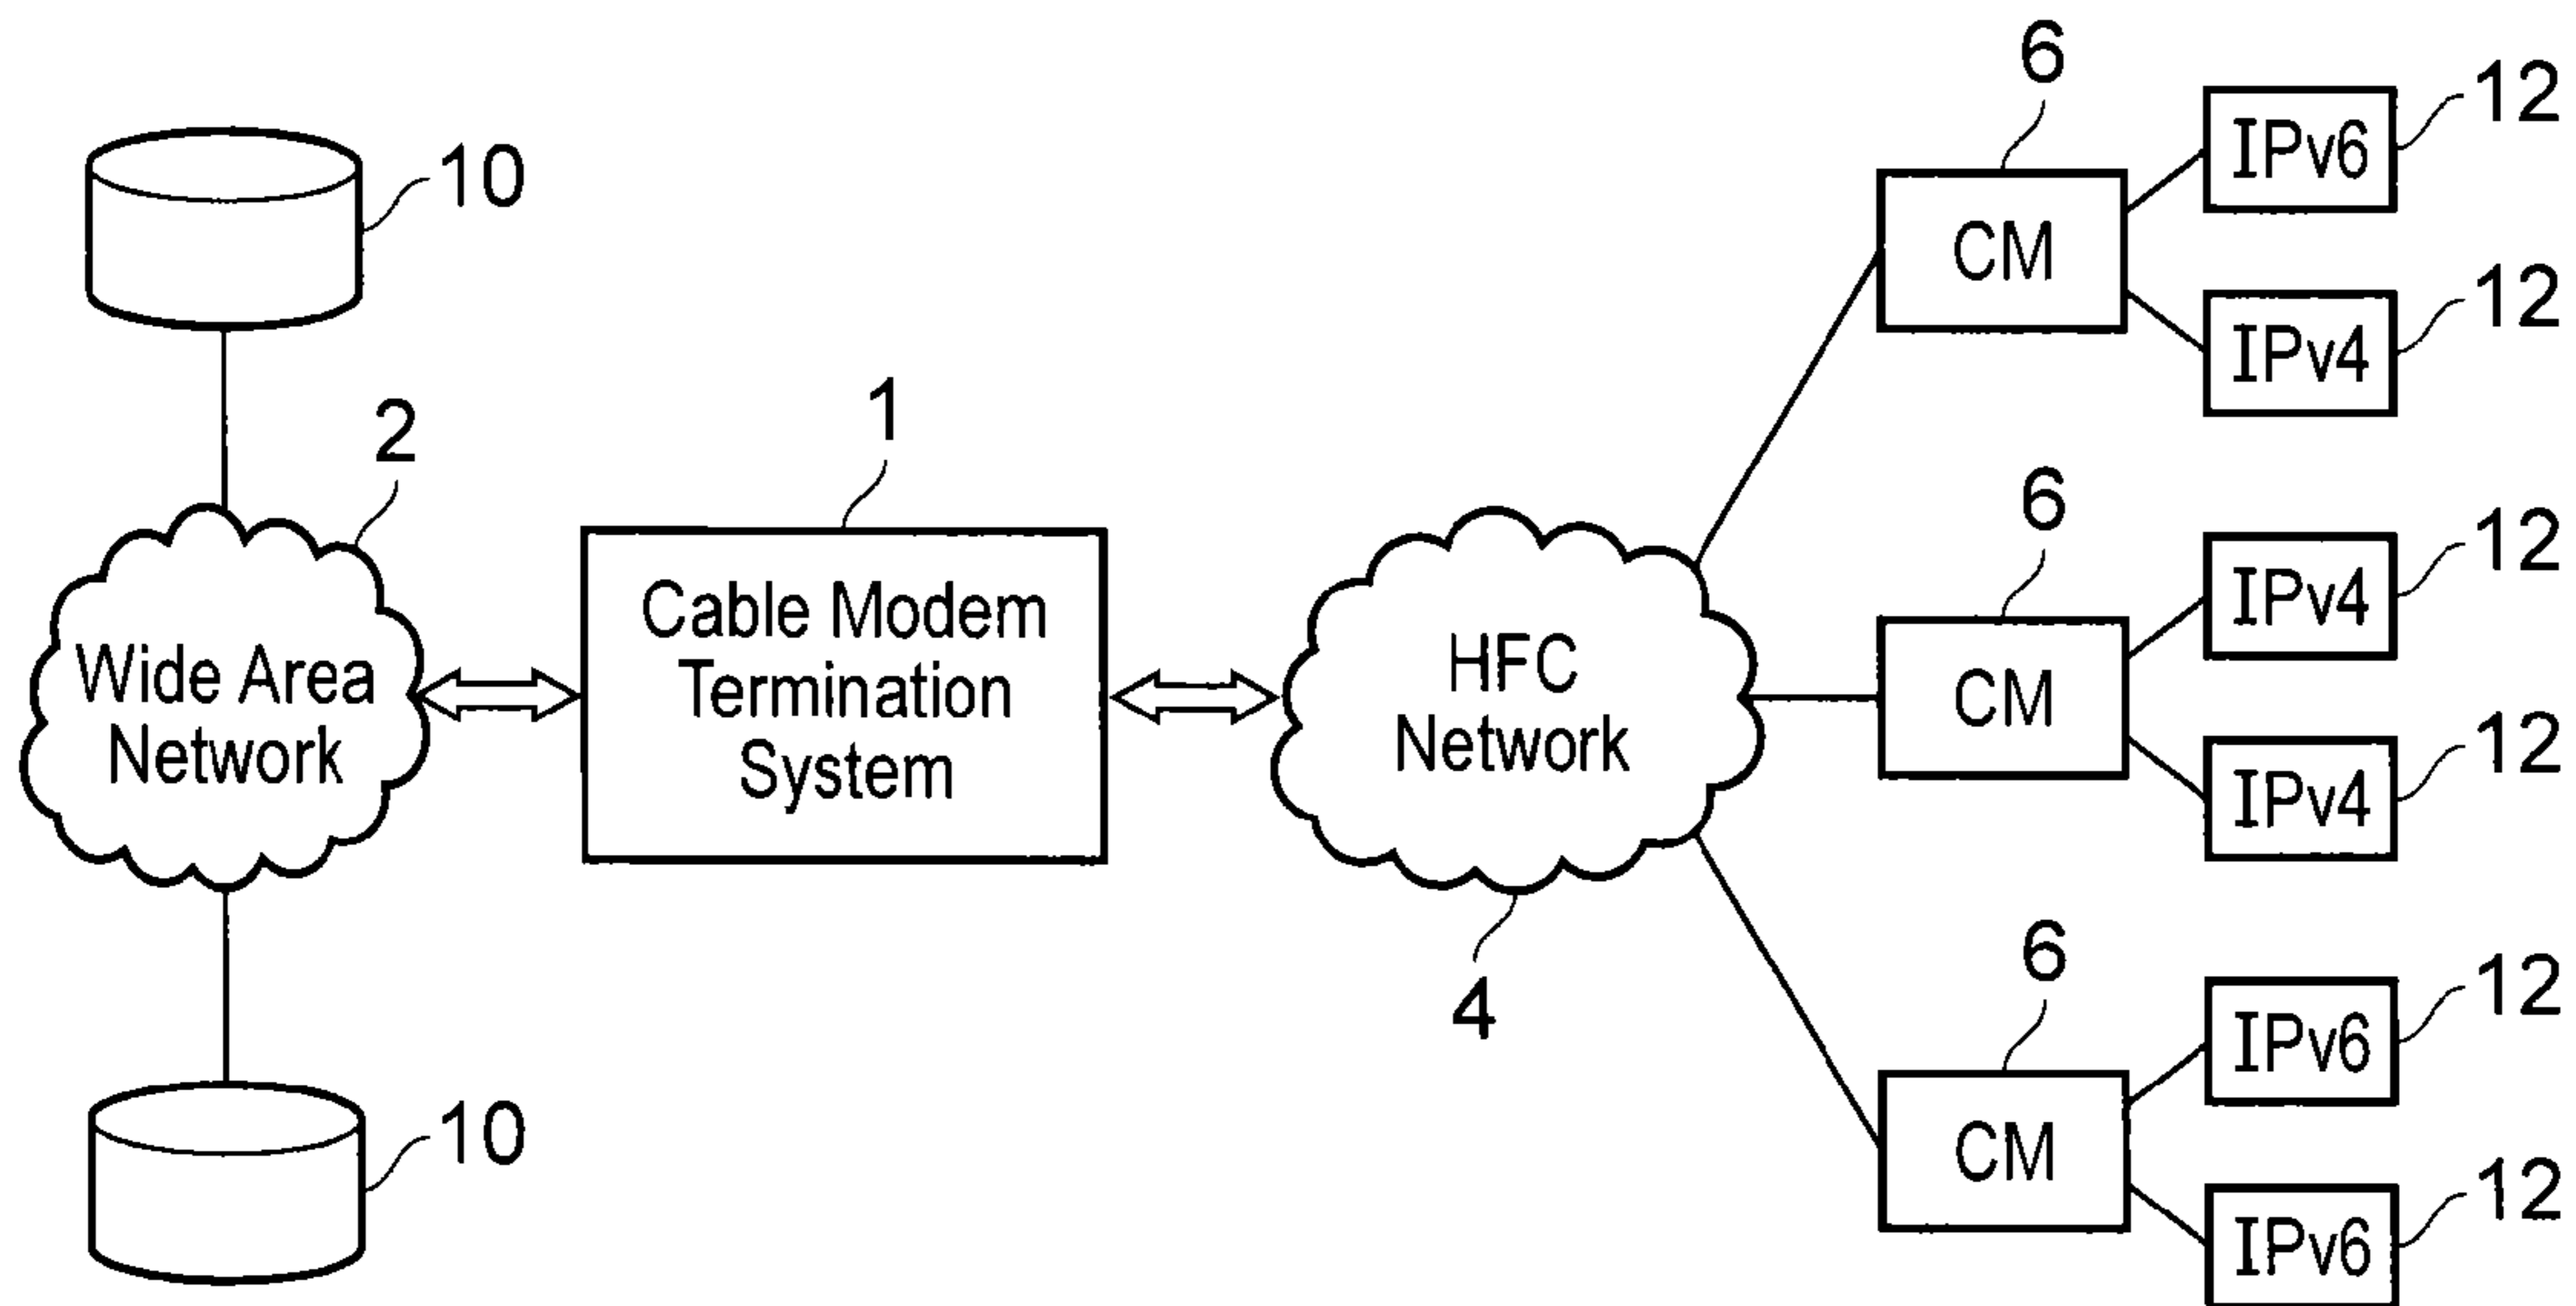 10
2
Wide Area
Network
10
1
Cable Modem
Termination
System
HFC
Network
4
6
CM
IPv6
12
IPv4
12
6
CM
IPv4
12
IPv4
12
6
CM
IPv6
12
IPv6
12